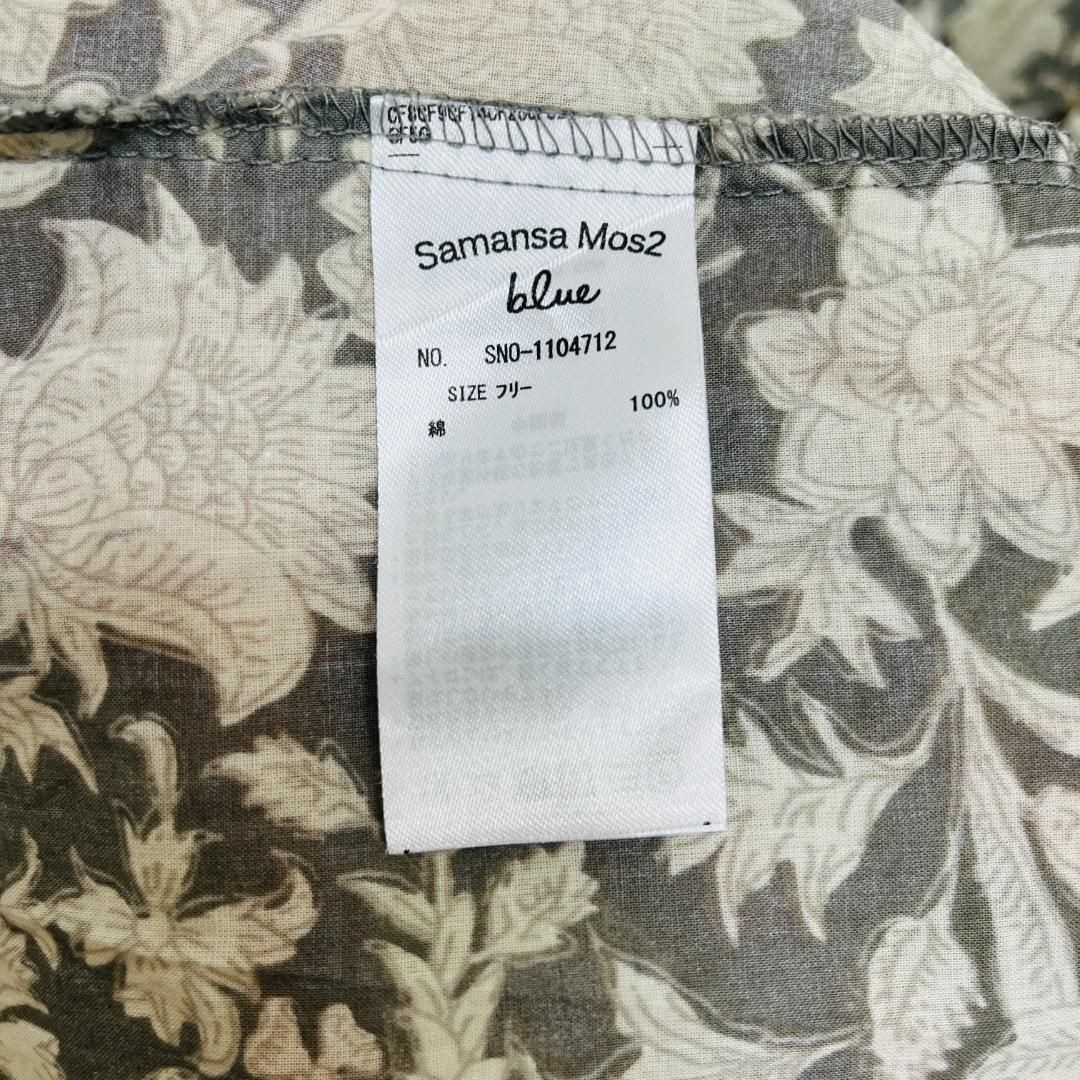 Samansa Mos2
blue
NO. SNO-1104712
SIZE フリー
綿 100%